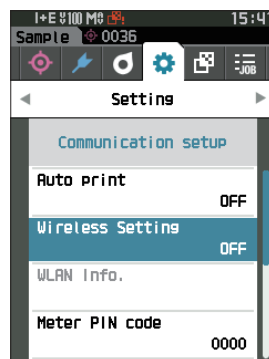 I+E 100 M0 15:4
Sample 0036
-JOB
Setting
Communication setup
Auto print
OFF
Wireless Setting
OFF
WLAN Info.
Meter PIN code
0000